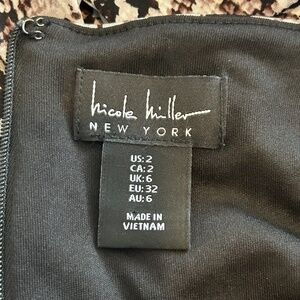 nicole miller
NEW YORK
US: 2
CA: 2
UK: 6
EU: 32
AU: 6
MADE IN
VIETNAM